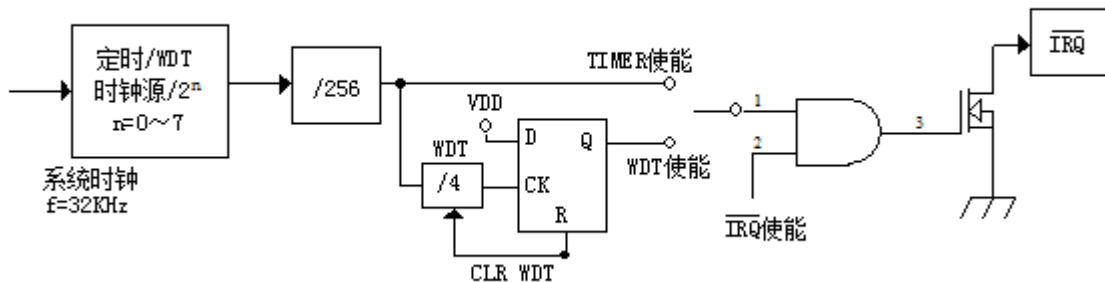 定时/WDT
时钟源/2ⁿ
n=0～7
系统时钟
f=32KHz
/256
TIMER使能
VDD
D
Q
WDT使能
WDT
/4
CK
R
CLR WDT
1
2
3
IRQ使能
IRQ